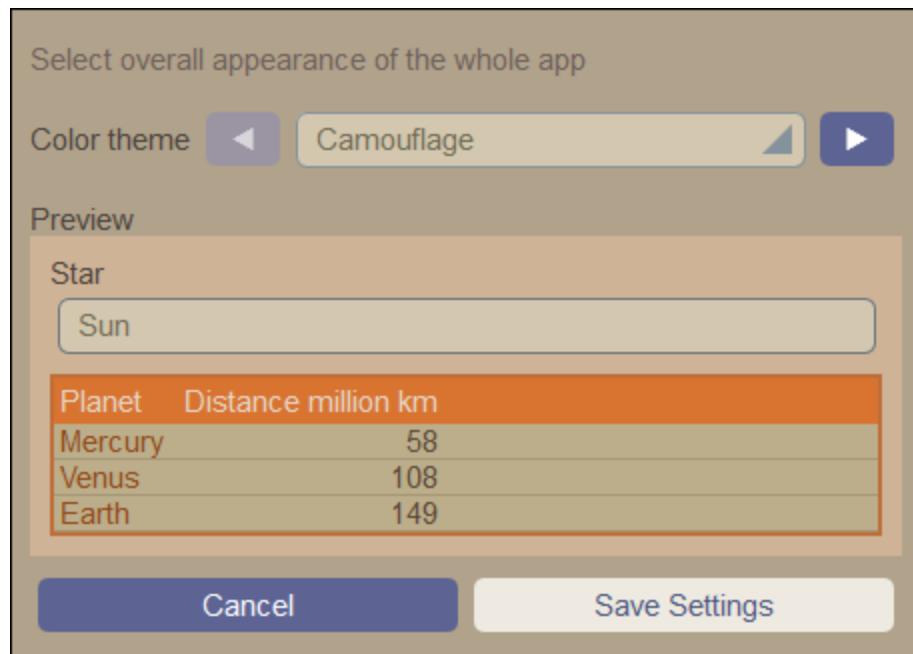 Select overall appearance of the whole app
Color theme Camouflage
Preview
Star
Sun
Planet Distance million km
Mercury 58
Venus 108
Earth 149
Cancel Save Settings